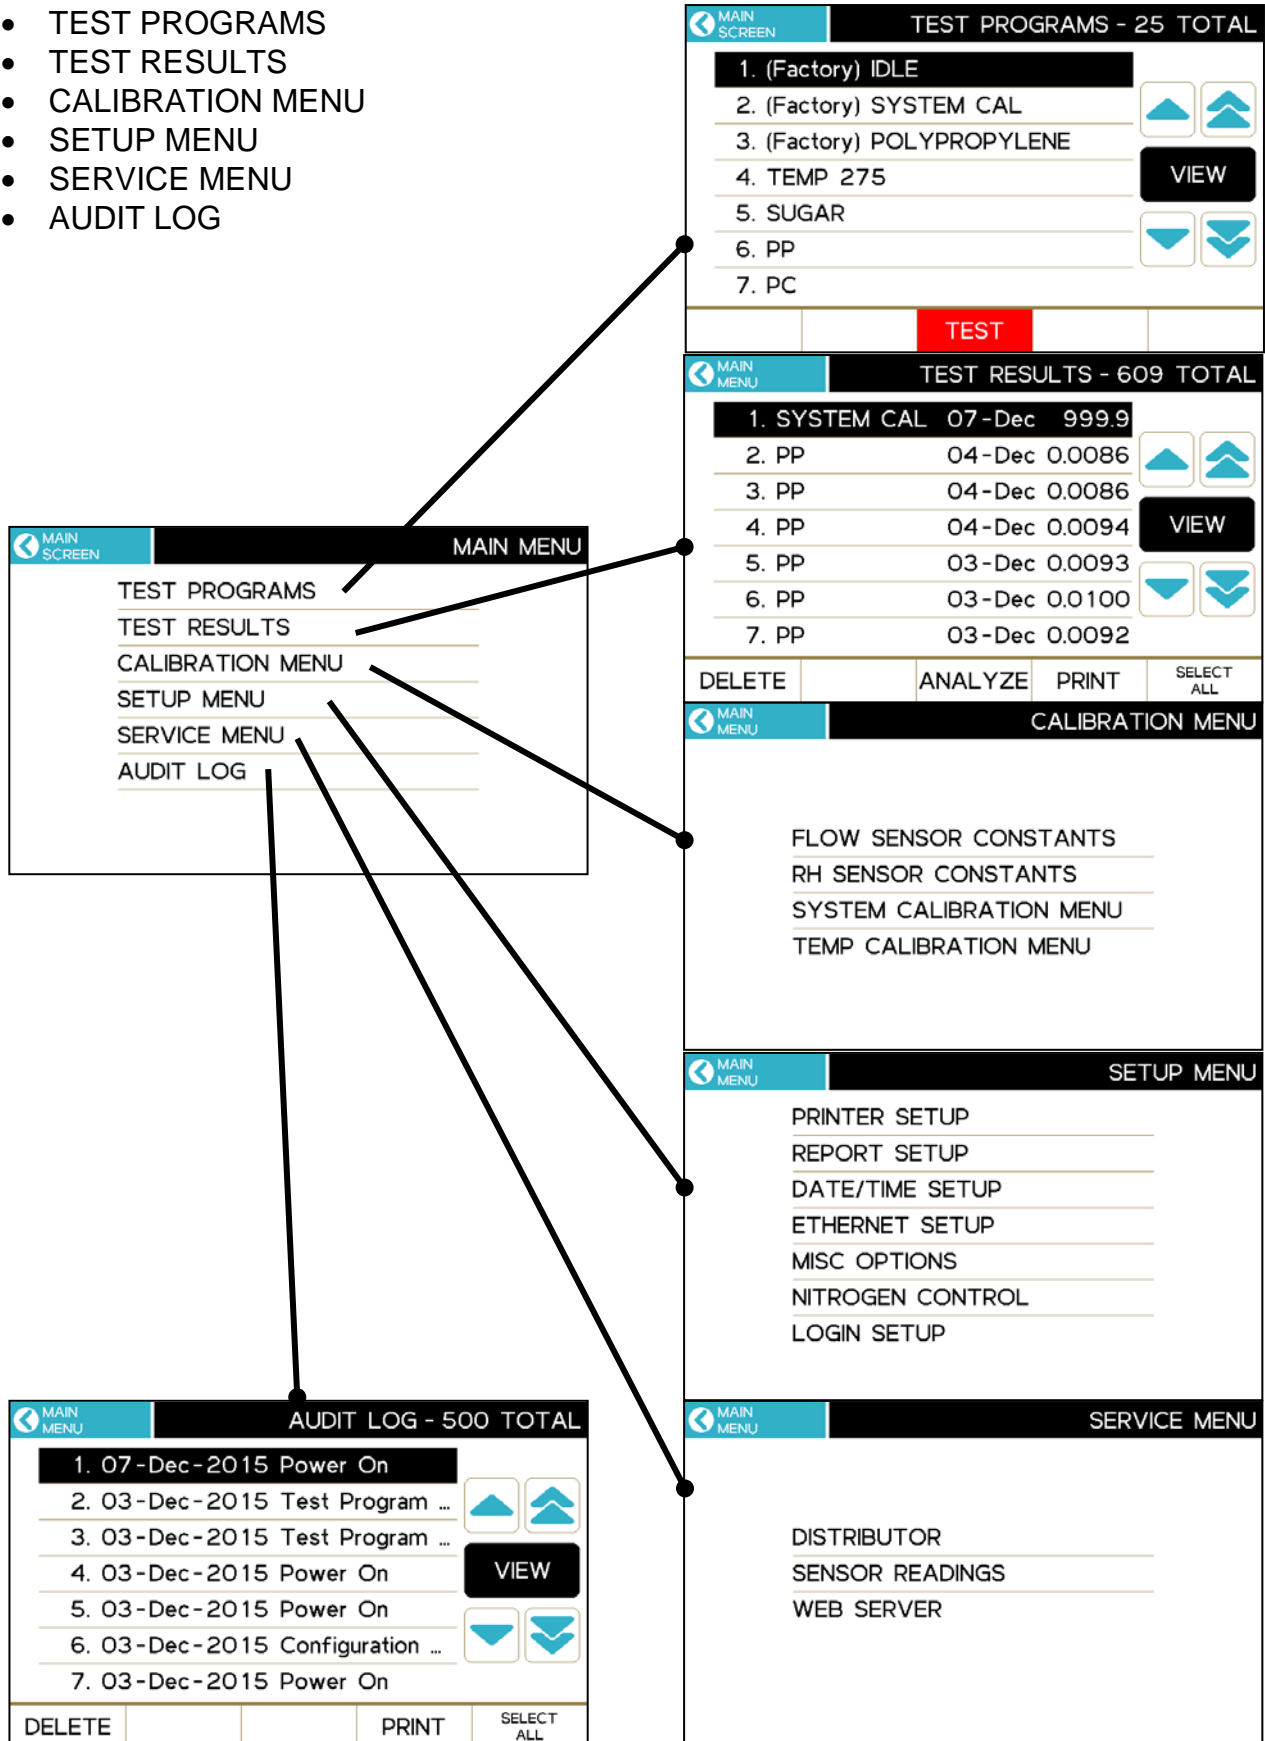 • TEST PROGRAMS
• TEST RESULTS
• CALIBRATION MENU
• SETUP MENU
• SERVICE MENU
• AUDIT LOG
MAIN SCREEN
TEST PROGRAMS - 25 TOTAL
1. (Factory) IDLE
2. (Factory) SYSTEM CAL
3. (Factory) POLYPROPYLENE
4. TEMP 275
5. SUGAR
6. PP
7. PC
VIEW
TEST
MAIN MENU
TEST RESULTS - 609 TOTAL
1. SYSTEM CAL 07-Dec 999.9
2. PP 04-Dec 0.0086
3. PP 04-Dec 0.0086
4. PP 04-Dec 0.0094
5. PP 03-Dec 0.0093
6. PP 03-Dec 0.0100
7. PP 03-Dec 0.0092
VIEW
DELETE ANALYZE PRINT SELECT ALL
MAIN SCREEN
MAIN MENU
TEST PROGRAMS
TEST RESULTS
CALIBRATION MENU
SETUP MENU
SERVICE MENU
AUDIT LOG
MAIN MENU
CALIBRATION MENU
FLOW SENSOR CONSTANTS
RH SENSOR CONSTANTS
SYSTEM CALIBRATION MENU
TEMP CALIBRATION MENU
MAIN MENU
SETUP MENU
PRINTER SETUP
REPORT SETUP
DATE/TIME SETUP
ETHERNET SETUP
MISC OPTIONS
NITROGEN CONTROL
LOGIN SETUP
MAIN MENU
AUDIT LOG - 500 TOTAL
1. 07-Dec-2015 Power On
2. 03-Dec-2015 Test Program ...
3. 03-Dec-2015 Test Program ...
4. 03-Dec-2015 Power On
5. 03-Dec-2015 Power On
6. 03-Dec-2015 Configuration ...
7. 03-Dec-2015 Power On
VIEW
DELETE PRINT SELECT ALL
MAIN MENU
SERVICE MENU
DISTRIBUTOR
SENSOR READINGS
WEB SERVER